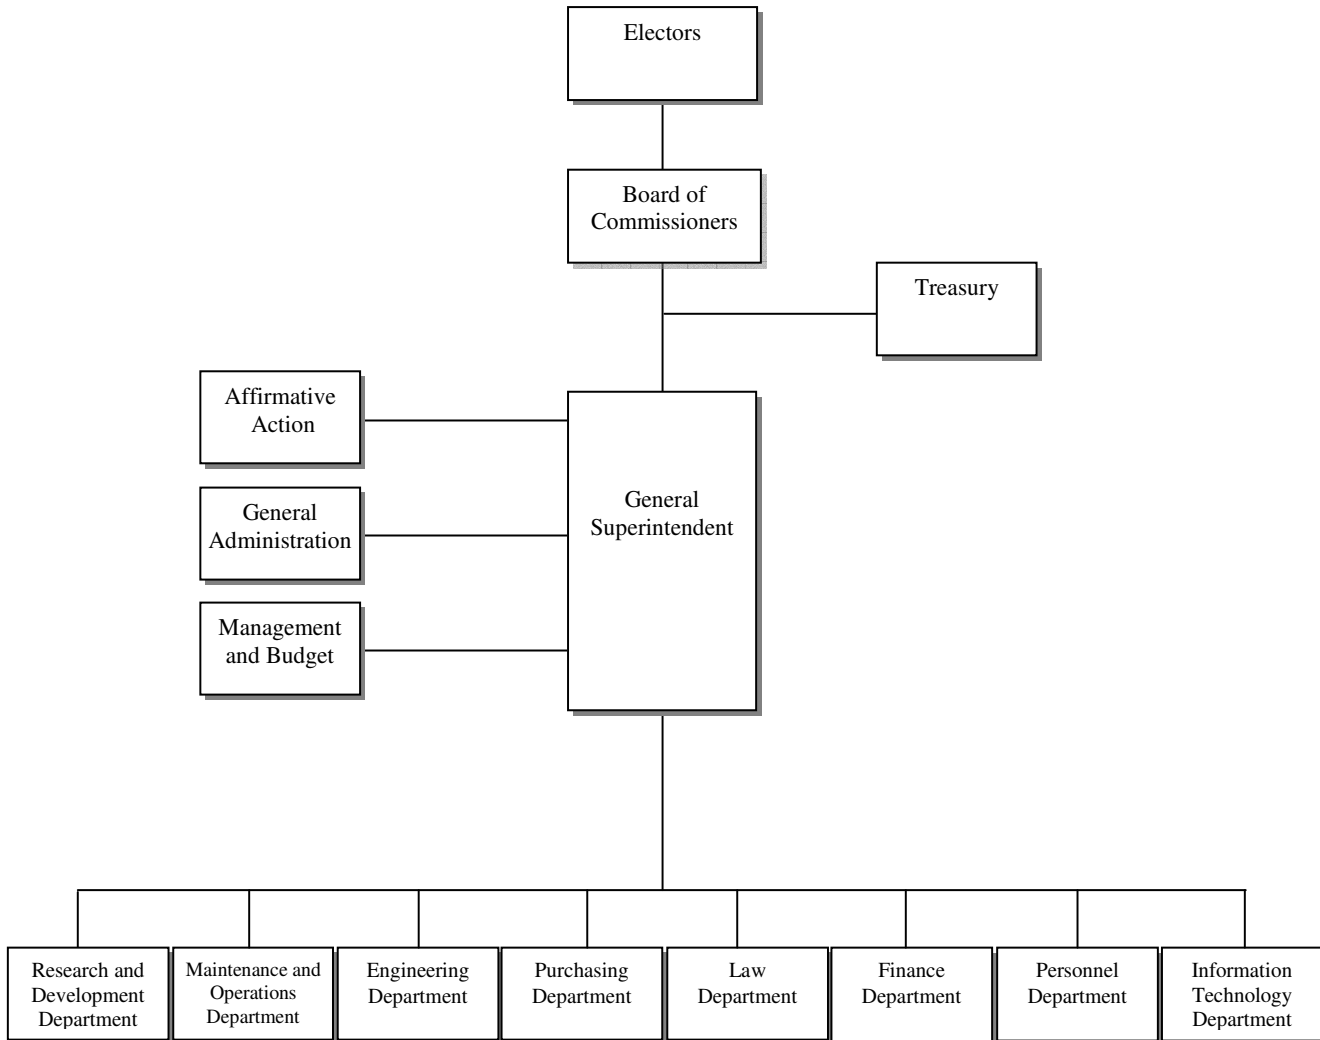 Electors
Board of
Commissioners
Treasury
Affirmative
Action
General
Administration
Management
and Budget
General
Superintendent
Research and
Development
Department
Maintenance and
Operations
Department
Engineering
Department
Purchasing
Department
Law
Department
Finance
Department
Personnel
Department
Information
Technology
Department